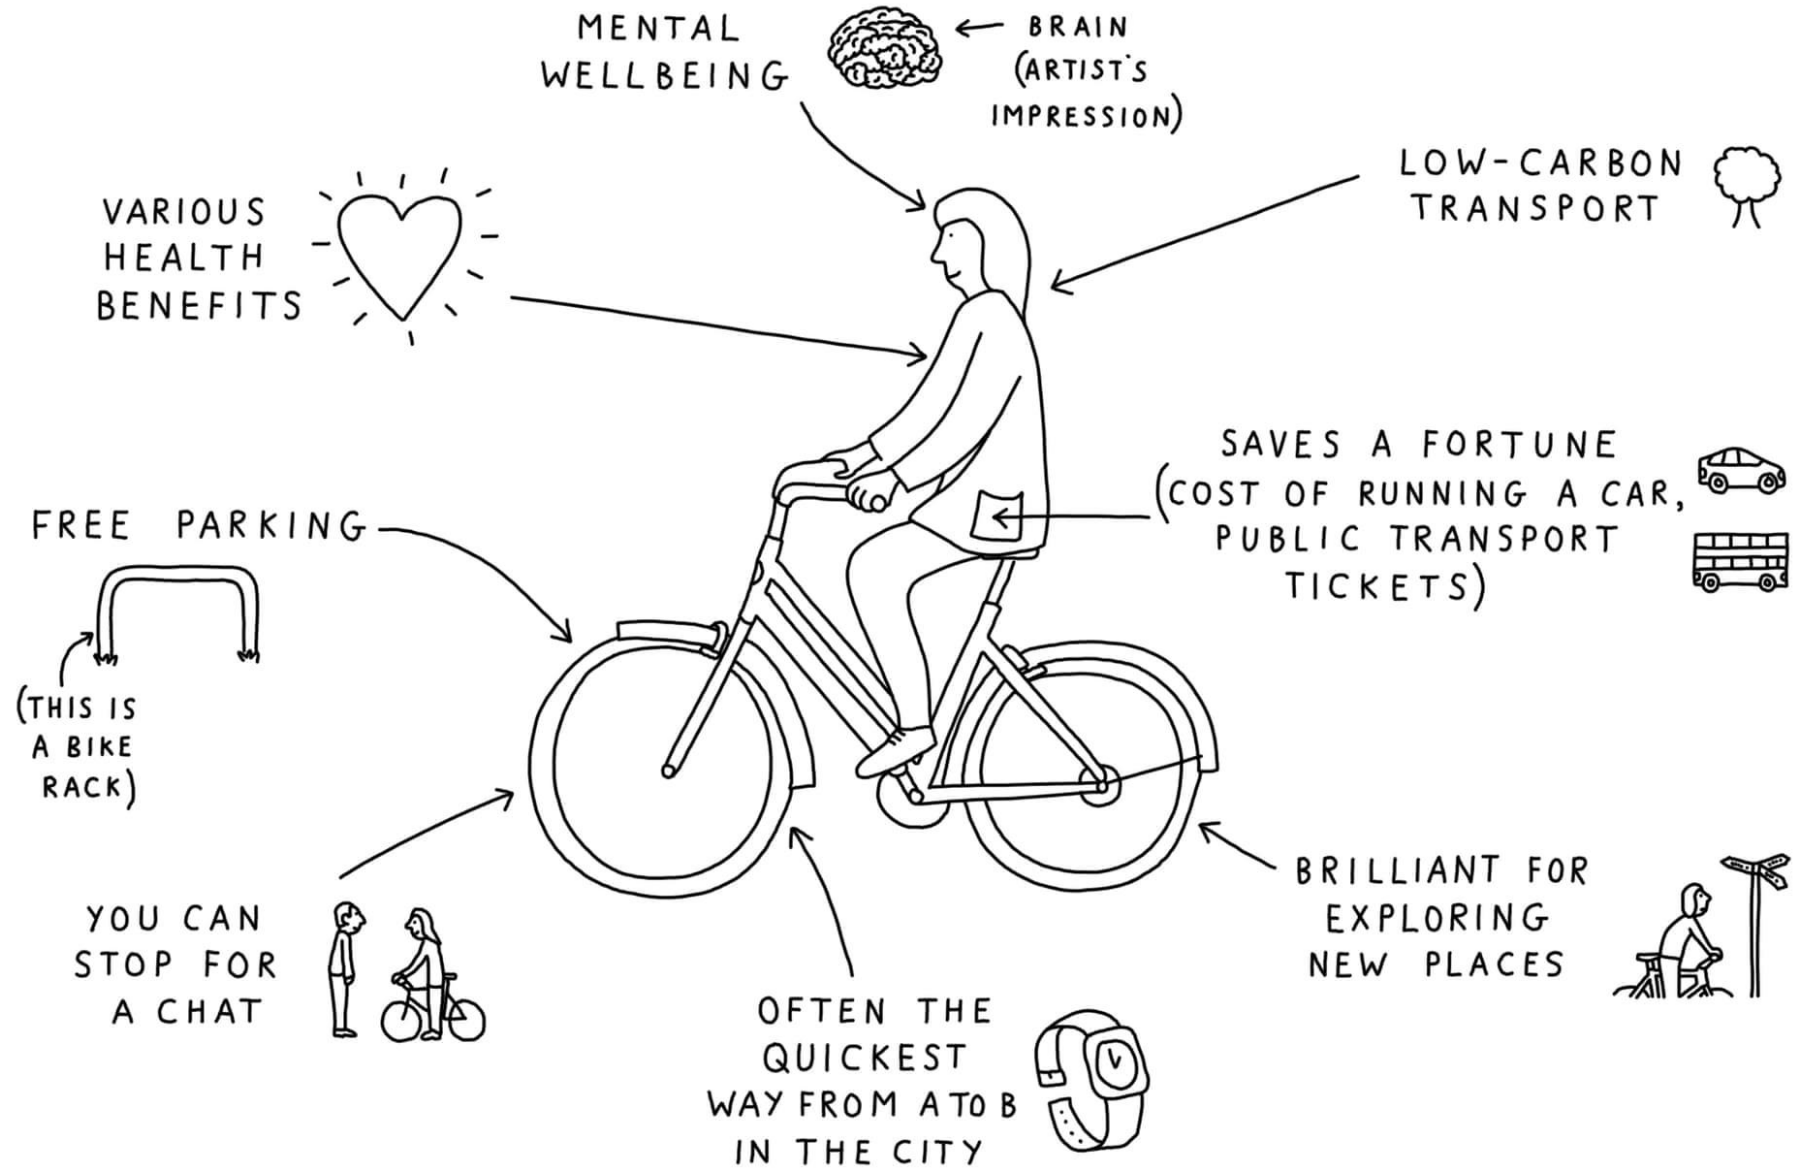 MENTAL
WELLBEING
BRAIN
(ARTIST'S
IMPRESSION)
LOW-CARBON
TRANSPORT
VARIOUS
HEALTH
BENEFITS
SAVES A FORTUNE
(COST OF RUNNING A CAR,
PUBLIC TRANSPORT
TICKETS)
FREE PARKING
(THIS IS
A BIKE
RACK)
YOU CAN
STOP FOR
A CHAT
OFTEN THE
QUICKEST
WAY FROM A TO B
IN THE CITY
BRILLIANT FOR
EXPLORING
NEW PLACES